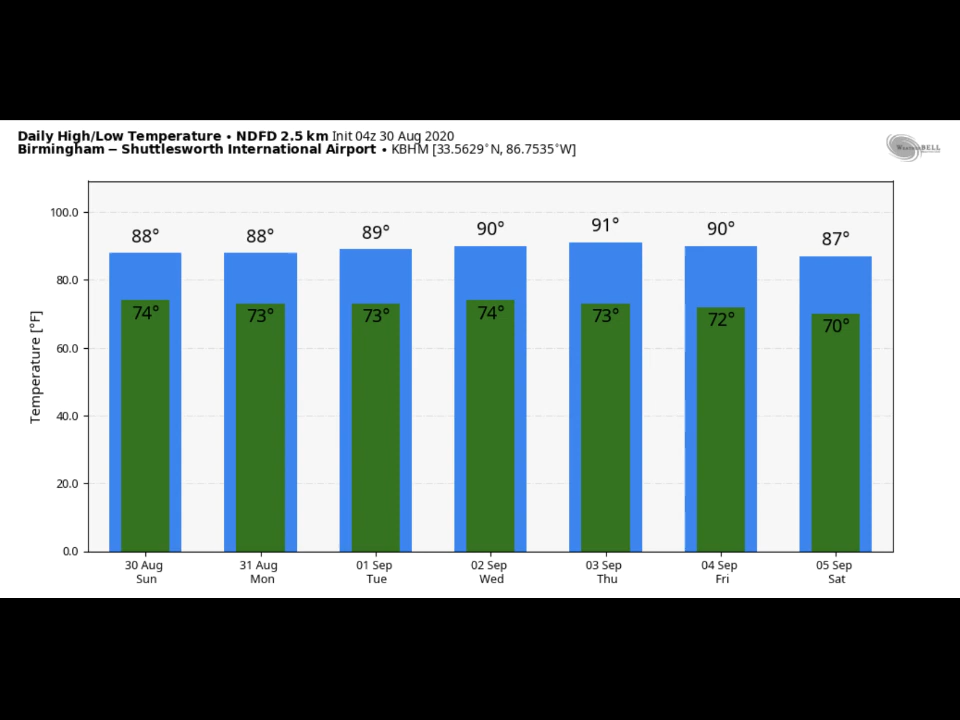 Daily High/Low Temperature • NDFD 2.5 km Init 04z 30 Aug 2020
Birmingham – Shuttlesworth International Airport • KBHM [33.5629°N, 86.7535°W]
WeatherBELL
Temperature [°F]
100.0
80.0
60.0
40.0
20.0
0.0
88° 88° 89° 90° 91° 90° 87°
74° 73° 73° 74° 73° 72° 70°
30 Aug 31 Aug 01 Sep 02 Sep 03 Sep 04 Sep 05 Sep
Sun Mon Tue Wed Thu Fri Sat